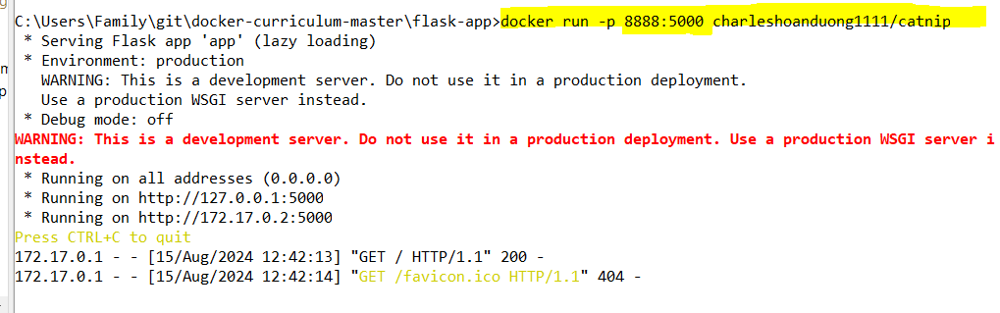 C:\Users\Family\git\docker-curriculum-master\flask-app>docker run -p 8888:5000 charleshoanduong1111/catnip
 * Serving Flask app 'app' (lazy loading)
 * Environment: production
   WARNING: This is a development server. Do not use it in a production deployment.
   Use a production WSGI server instead.
 * Debug mode: off
WARNING: This is a development server. Do not use it in a production deployment. Use a production WSGI server i
nstead.
 * Running on all addresses (0.0.0.0)
 * Running on http://127.0.0.1:5000
 * Running on http://172.17.0.2:5000
Press CTRL+C to quit
172.17.0.1 - - [15/Aug/2024 12:42:13] "GET / HTTP/1.1" 200 -
172.17.0.1 - - [15/Aug/2024 12:42:14] "GET /favicon.ico HTTP/1.1" 404 -